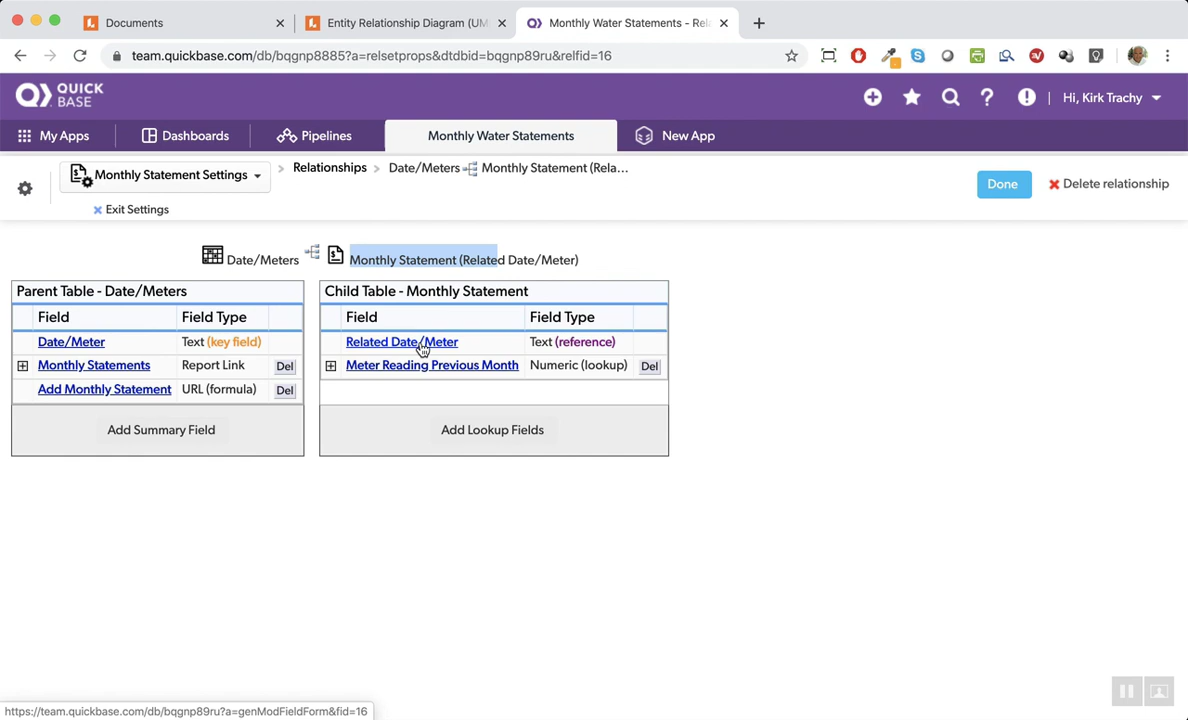 Documents
Entity Relationship Diagram (UM
Monthly Water Statements - Rel
team.quickbase.com/db/bqgnp8885?a=relsetprops&dtdbid=bqgnp89ru&relfid=16
QUICK BASE
Hi, Kirk Trachy
My Apps
Dashboards
Pipelines
Monthly Water Statements
New App
Monthly Statement Settings > Relationships > Date/Meters Monthly Statement (Rela...
Done
Delete relationship
Exit Settings
Date/Meters Monthly Statement (Related Date/Meter)
Parent Table - Date/Meters
Field Field Type
Date/Meter Text (key field)
Monthly Statements Report Link Del
Add Monthly Statement URL (formula) Del
Add Summary Field
Child Table - Monthly Statement
Field Field Type
Related Date/Meter Text (reference)
Meter Reading Previous Month Numeric (lookup) Del
Add Lookup Fields
https://team.quickbase.com/db/bqgnp89ru?a=genModFieldForm&fid=16